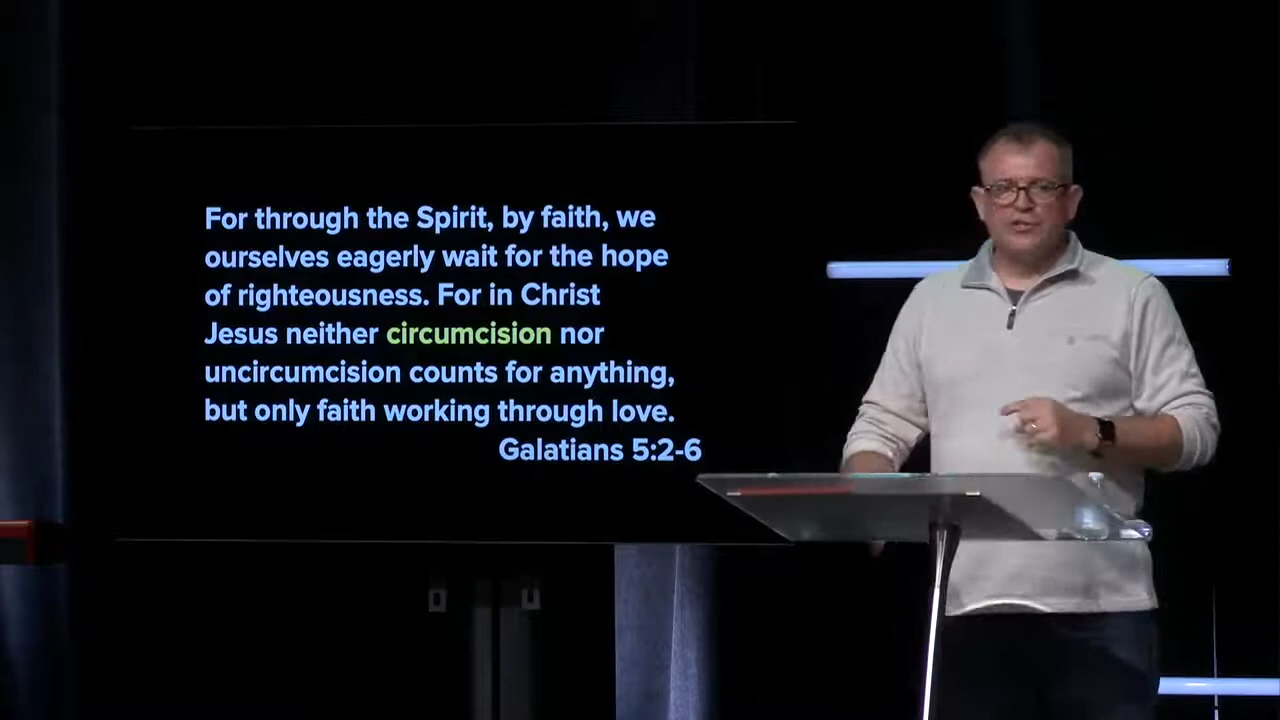 For through the Spirit, by faith, we
ourselves eagerly wait for the hope
of righteousness. For in Christ
Jesus neither circumcision nor
uncircumcision counts for anything,
but only faith working through love.
Galatians 5:2-6